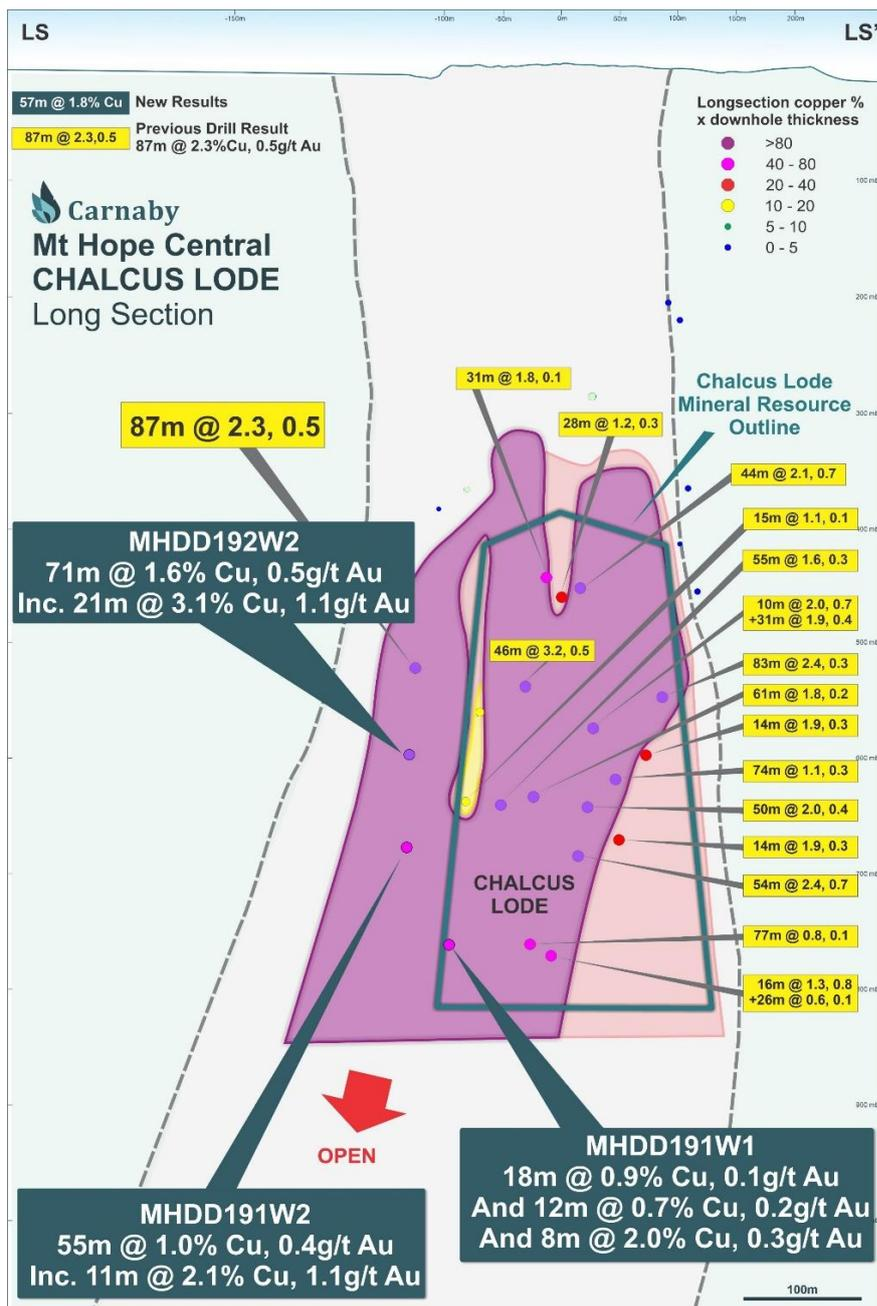 LS
LS'
-150m
-100m
-50m
0m
50m
100m
150m
200m
57m @ 1.8% Cu
New Results
87m @ 2.3,0.5
Previous Drill Result
87m @ 2.3%Cu, 0.5g/t Au
Longsection copper %
x downhole thickness
>80
40 - 80
20 - 40
10 - 20
5 - 10
0 - 5
Carnaby
Mt Hope Central
CHALCUS LODE
Long Section
100m
200m
300m
400m
500m
600m
700m
31m @ 1.8, 0.1
28m @ 1.2, 0.3
Chalcus Lode
Mineral Resource
Outline
87m @ 2.3, 0.5
44m @ 2.1, 0.7
15m @ 1.1, 0.1
55m @ 1.6, 0.3
10m @ 2.0, 0.7
+31m @ 1.9, 0.4
83m @ 2.4, 0.3
61m @ 1.8, 0.2
14m @ 1.9, 0.3
74m @ 1.1, 0.3
50m @ 2.0, 0.4
14m @ 1.9, 0.3
54m @ 2.4, 0.7
77m @ 0.8, 0.1
16m @ 1.3, 0.8
+26m @ 0.6, 0.1
MHDD192W2
71m @ 1.6% Cu, 0.5g/t Au
Inc. 21m @ 3.1% Cu, 1.1g/t Au
46m @ 3.2, 0.5
CHALCUS
LODE
OPEN
MHDD191W2
55m @ 1.0% Cu, 0.4g/t Au
Inc. 11m @ 2.1% Cu, 1.1g/t Au
MHDD191W1
18m @ 0.9% Cu, 0.1g/t Au
And 12m @ 0.7% Cu, 0.2g/t Au
And 8m @ 2.0% Cu, 0.3g/t Au
100m